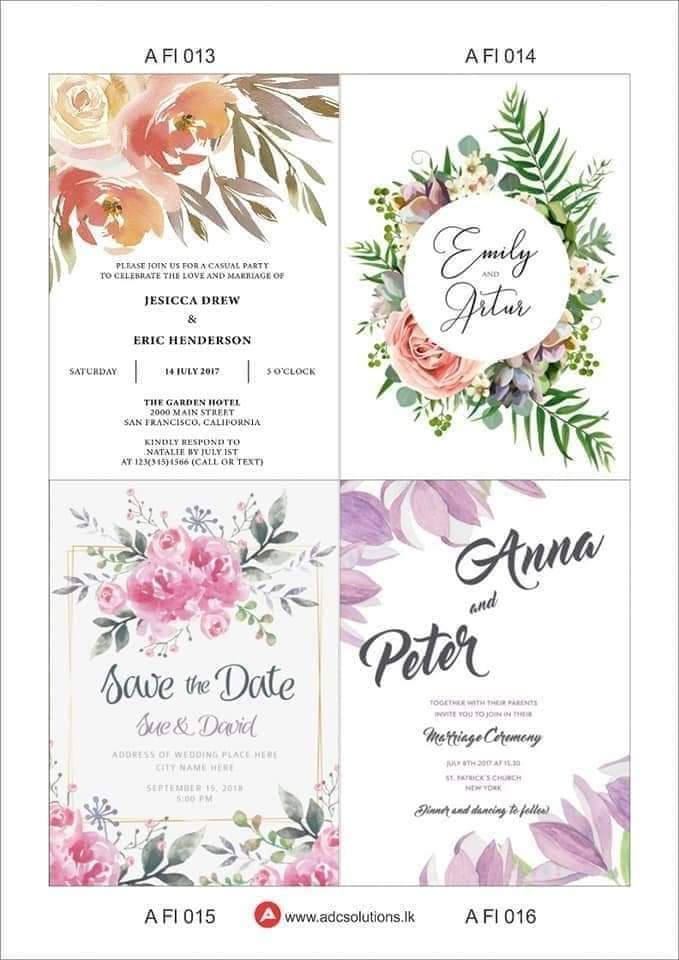 A FI 013
A FI 014
PLEASE JOIN US FOR A CASUAL PARTY
TO CELEBRATE THE LOVE AND MARRIAGE OF
JESICCA DREW
&
ERIC HENDERSON
SATURDAY
14 JULY 2017
5 O'CLOCK
THE GARDEN HOTEL
2000 MAIN STREET
SAN FRANCISCO, CALIFORNIA
KINDLY RESPOND TO
NATALIE BY JULY 1ST
AT 123(345)4566 (CALL OR TEXT)
Emily
AND
Artur
Save the Date
Sue & David
ADDRESS OF WEDDING PLACE HERE
CITY NAME HERE
SEPTEMBER 15, 2018
5:00 PM
Anna
and
Peter
TOGETHER WITH THEIR PARENTS
INVITE YOU TO JOIN IN THEIR
Marriage Ceremony
JULY 8TH 2017 AT 15.30
ST. PATRICK'S CHURCH
NEW YORK
Dinner and dancing to follow
A FI 015
A www.adcsolutions.lk
A FI 016